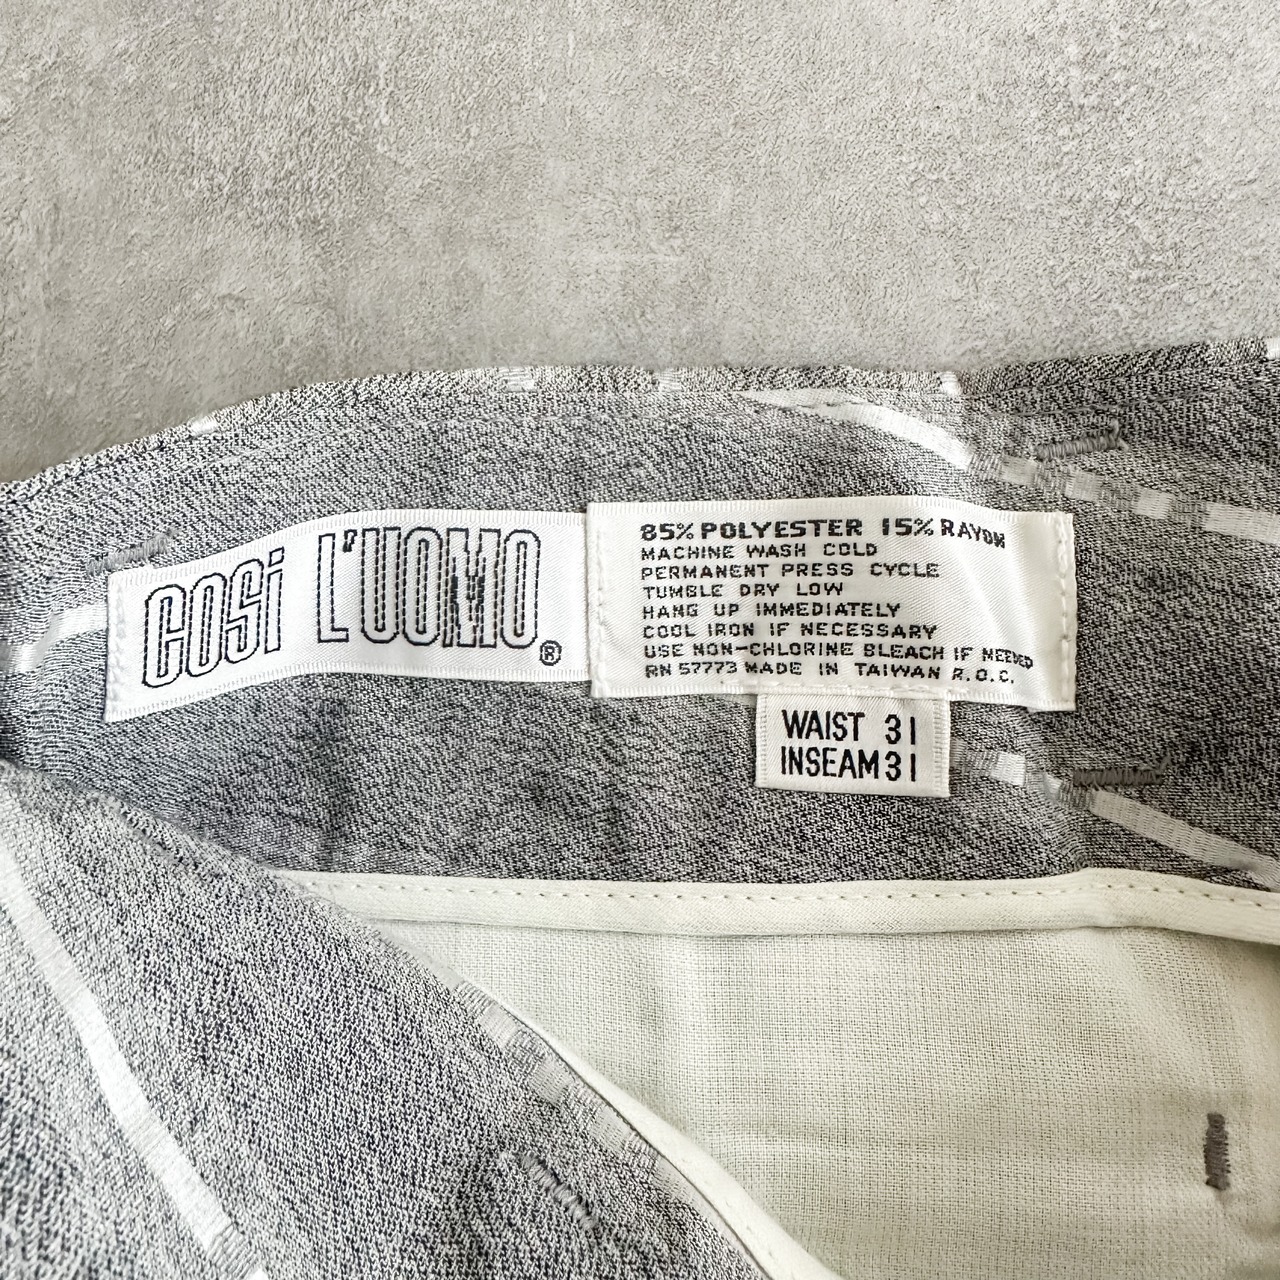 COSi L'UOMO®
85% POLYESTER 15% RAYON
MACHINE WASH COLD
PERMANENT PRESS CYCLE
TUMBLE DRY LOW
HANG UP IMMEDIATELY
COOL IRON IF NECESSARY
USE NON-CHLORINE BLEACH IF NEEDED
RN 57773 MADE IN TAIWAN R.O.C.
WAIST 31
INSEAM 31